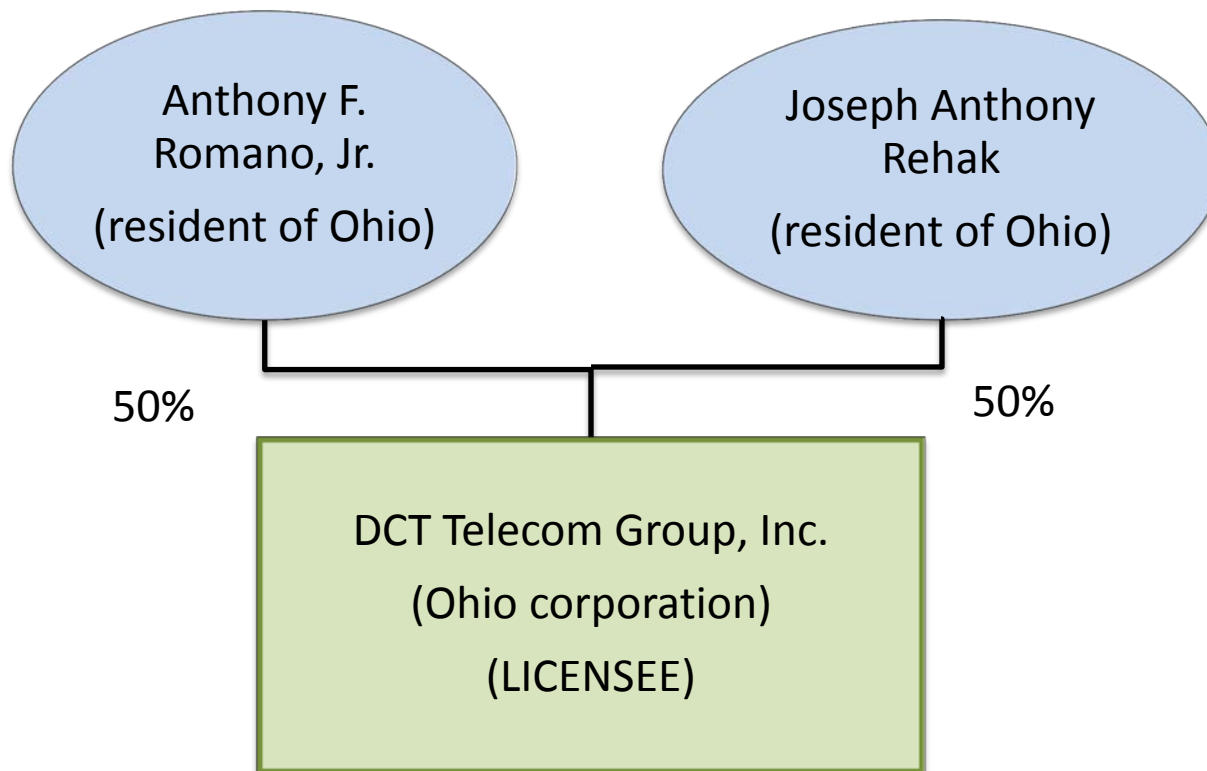 Anthony F.
Romano, Jr.
(resident of Ohio)
Joseph Anthony
Rehak
(resident of Ohio)
50%
50%
DCT Telecom Group, Inc.
(Ohio corporation)
(LICENSEE)